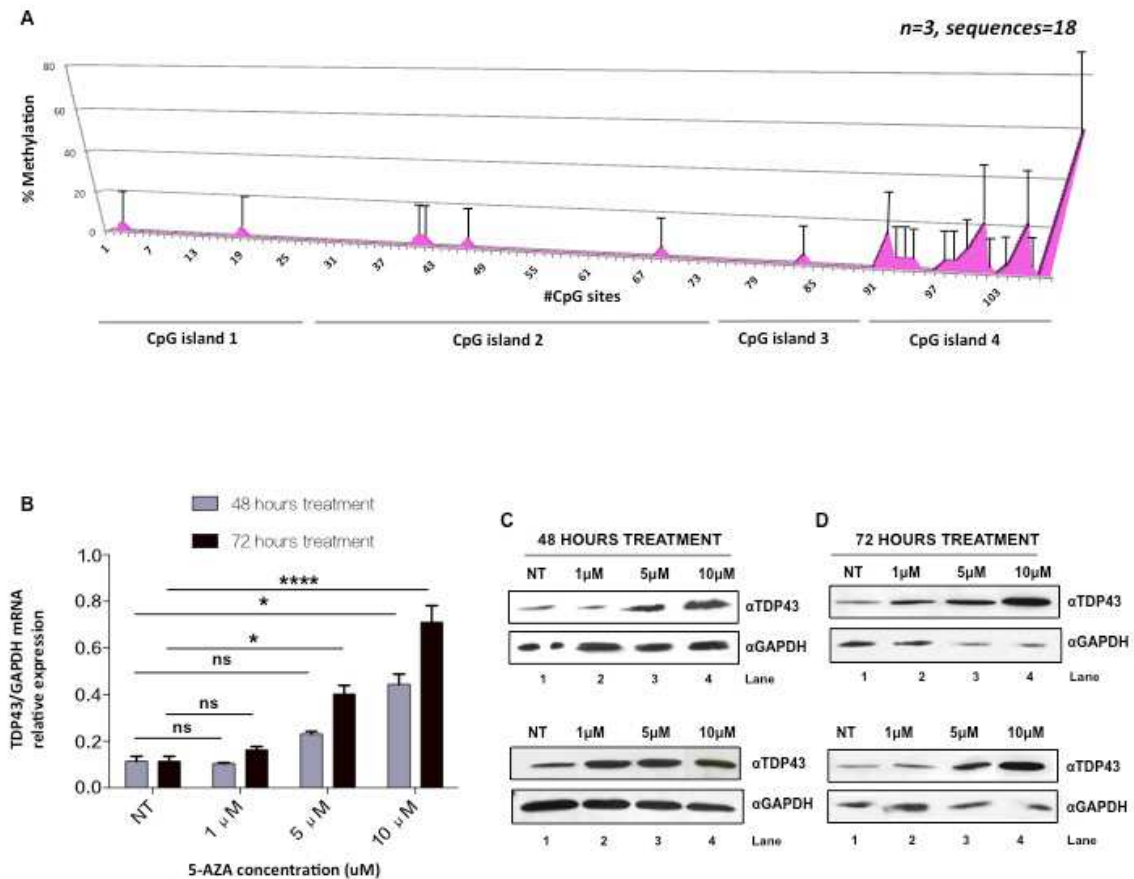 A
n=3, sequences=18
80
60
40
20
0
% Methylation
1 7 13 19 25 31 37 43 49 55 61 67 73 79 85 91 97 103
#CpG sites
CpG island 1 CpG island 2 CpG island 3 CpG island 4
B
48 hours treatment
72 hours treatment
1.0
0.8
0.6
0.4
0.2
0.0
TDP43/GAPDH mRNA
relative expression
****
*
*
ns
ns
ns
NT 1 μM 5 μM 10 μM
5-AZA concentration (uM)
C
48 HOURS TREATMENT
NT 1μM 5μM 10μM
αTDP43
αGAPDH
1 2 3 4 Lane
NT 1μM 5μM 10μM
αTDP43
αGAPDH
1 2 3 4 Lane
D
72 HOURS TREATMENT
NT 1μM 5μM 10μM
αTDP43
αGAPDH
1 2 3 4 Lane
NT 1μM 5μM 10μM
αTDP43
αGAPDH
1 2 3 4 Lane